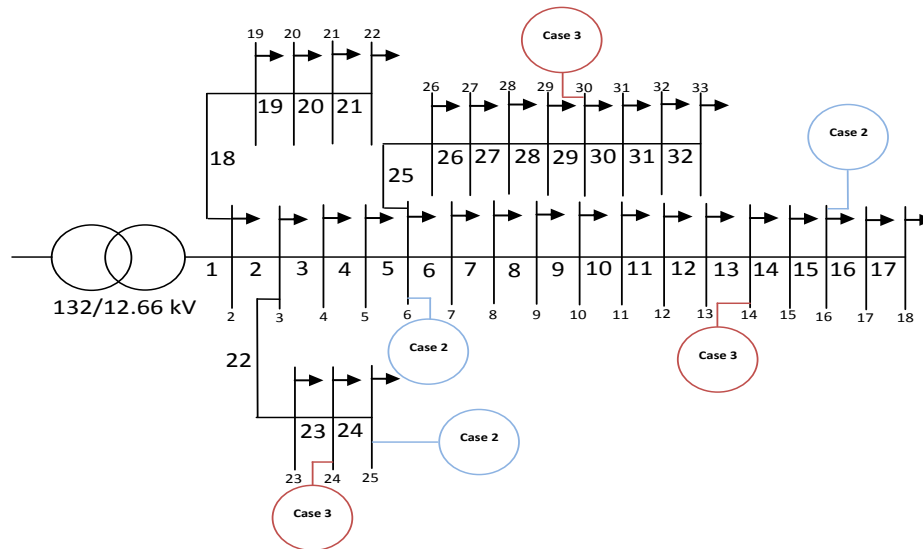 19 20 21 22
Case 3
26 27 28 29 30 31 32 33
19 20 21
Case 2
18
26 27 28 29 30 31 32
25
1 2 3 4 5 6 7 8 9 10 11 12 13 14 15 16 17
132/12.66 kV
2 3 4 5 6 7 8 9 10 11 12 13 14 15 16 17 18
Case 2
Case 3
22
23 24
Case 2
23 24 25
Case 3